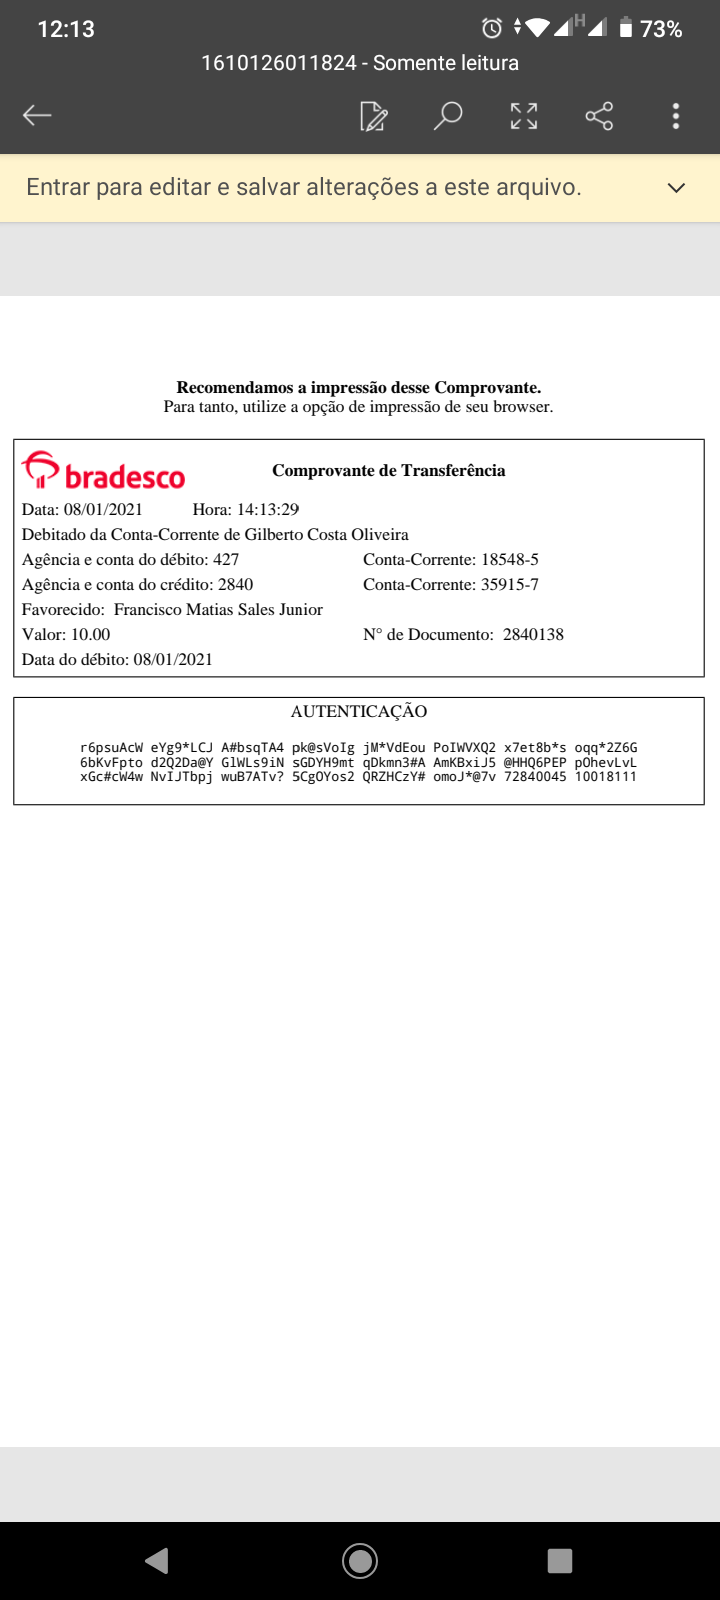 12:13
H
73%
1610126011824 - Somente leitura
Entrar para editar e salvar alterações a este arquivo.
Recomendamos a impressão desse Comprovante.
Para tanto, utilize a opção de impressão de seu browser.
bradesco
Comprovante de Transferência
Data: 08/01/2021 Hora: 14:13:29
Debitado da Conta-Corrente de Gilberto Costa Oliveira
Agência e conta do débito: 427 Conta-Corrente: 18548-5
Agência e conta do crédito: 2840 Conta-Corrente: 35915-7
Favorecido: Francisco Matias Sales Junior
Valor: 10.00 N° de Documento: 2840138
Data do débito: 08/01/2021
AUTENTICAÇÃO
r6psuAcW eYg9*LCJ A#bsqTA4 pk@sVoIg jM*VdEou PoIWVXQ2 x7et8b*s oqq*2Z6G
6bKvFpto d2Q2Da@Y GlWLs9iN sGDYH9mt qDkmn3#A AmKBxiJ5 @HHQ6PEP pOhevLvL
xGc#cW4w NvIJTbpj wuB7ATv? 5CgOYos2 QRZHCzY# omoJ*@7v 72840045 10018111